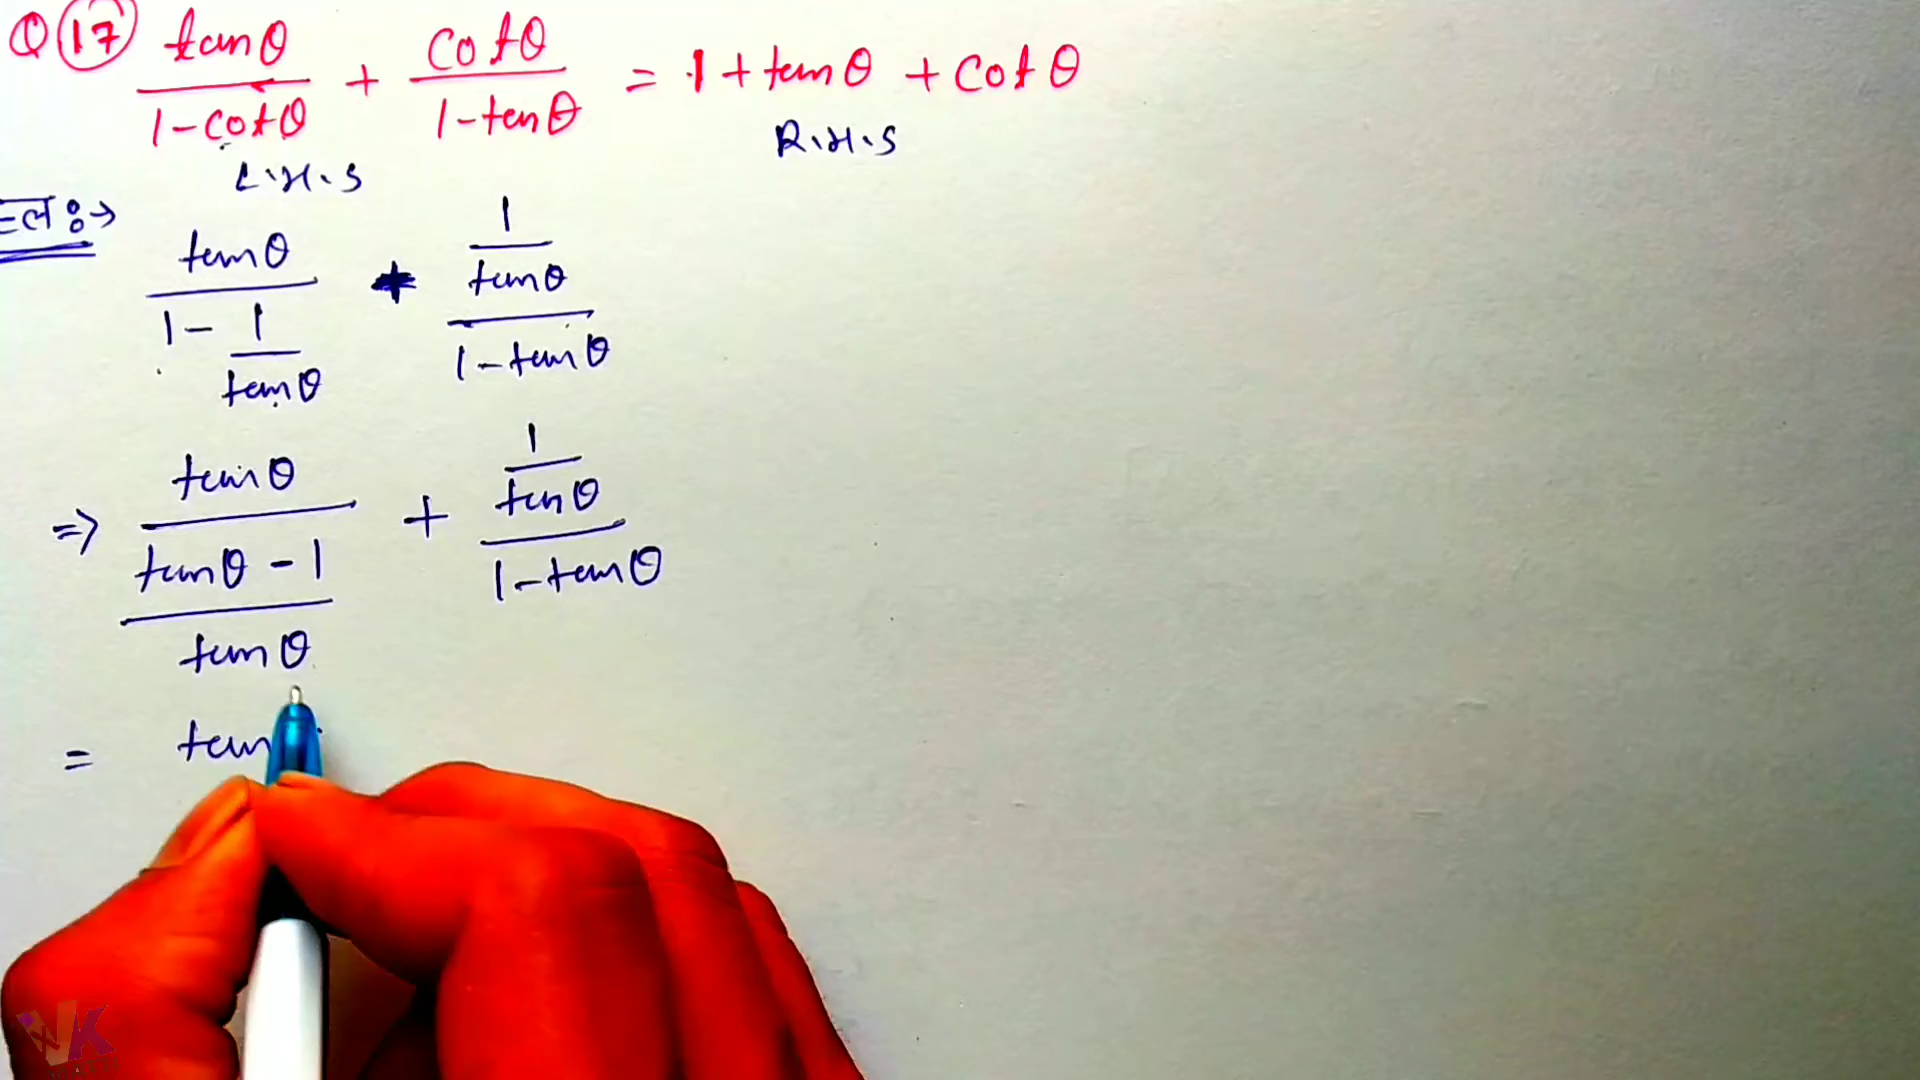 Q 17 tanθ/(1-cotθ) + cotθ/(1-tanθ) = 1 + tanθ + cotθ
L.H.S R.H.S
हल :→
tanθ/(1 - 1/tanθ) + (1/tanθ)/(1-tanθ)
⇒ tanθ/((tanθ - 1)/tanθ) + (1/tanθ)/(1-tanθ)
= tan
VK